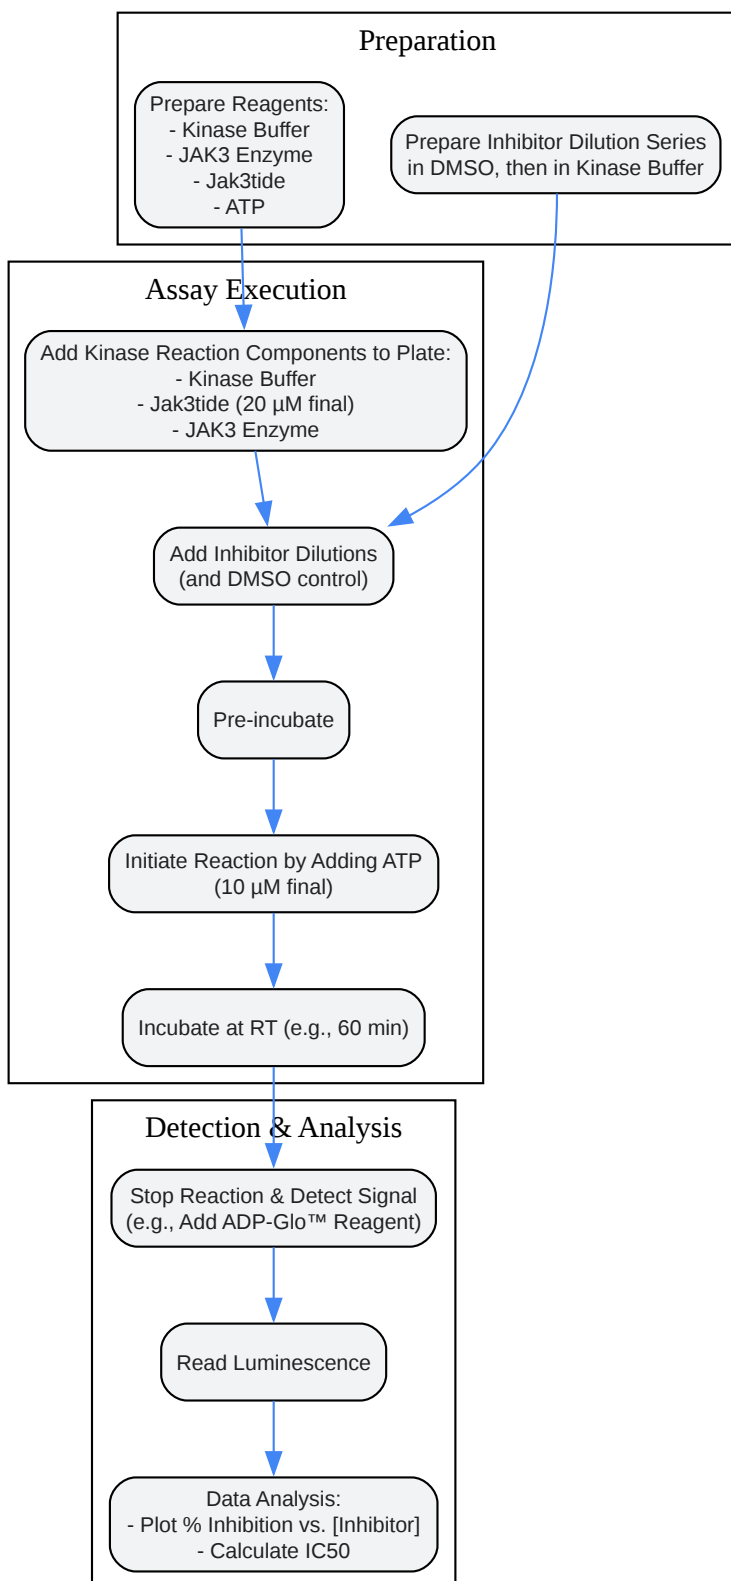 Preparation
Prepare Reagents:
- Kinase Buffer
- JAK3 Enzyme
- Jak3tide
- ATP
Prepare Inhibitor Dilution Series
in DMSO, then in Kinase Buffer
Assay Execution
Add Kinase Reaction Components to Plate:
- Kinase Buffer
- Jak3tide (20 µM final)
- JAK3 Enzyme
Add Inhibitor Dilutions
(and DMSO control)
Pre-incubate
Initiate Reaction by Adding ATP
(10 µM final)
Incubate at RT (e.g., 60 min)
Detection & Analysis
Stop Reaction & Detect Signal
(e.g., Add ADP-Glo™ Reagent)
Read Luminescence
Data Analysis:
- Plot % Inhibition vs. [Inhibitor]
- Calculate IC50